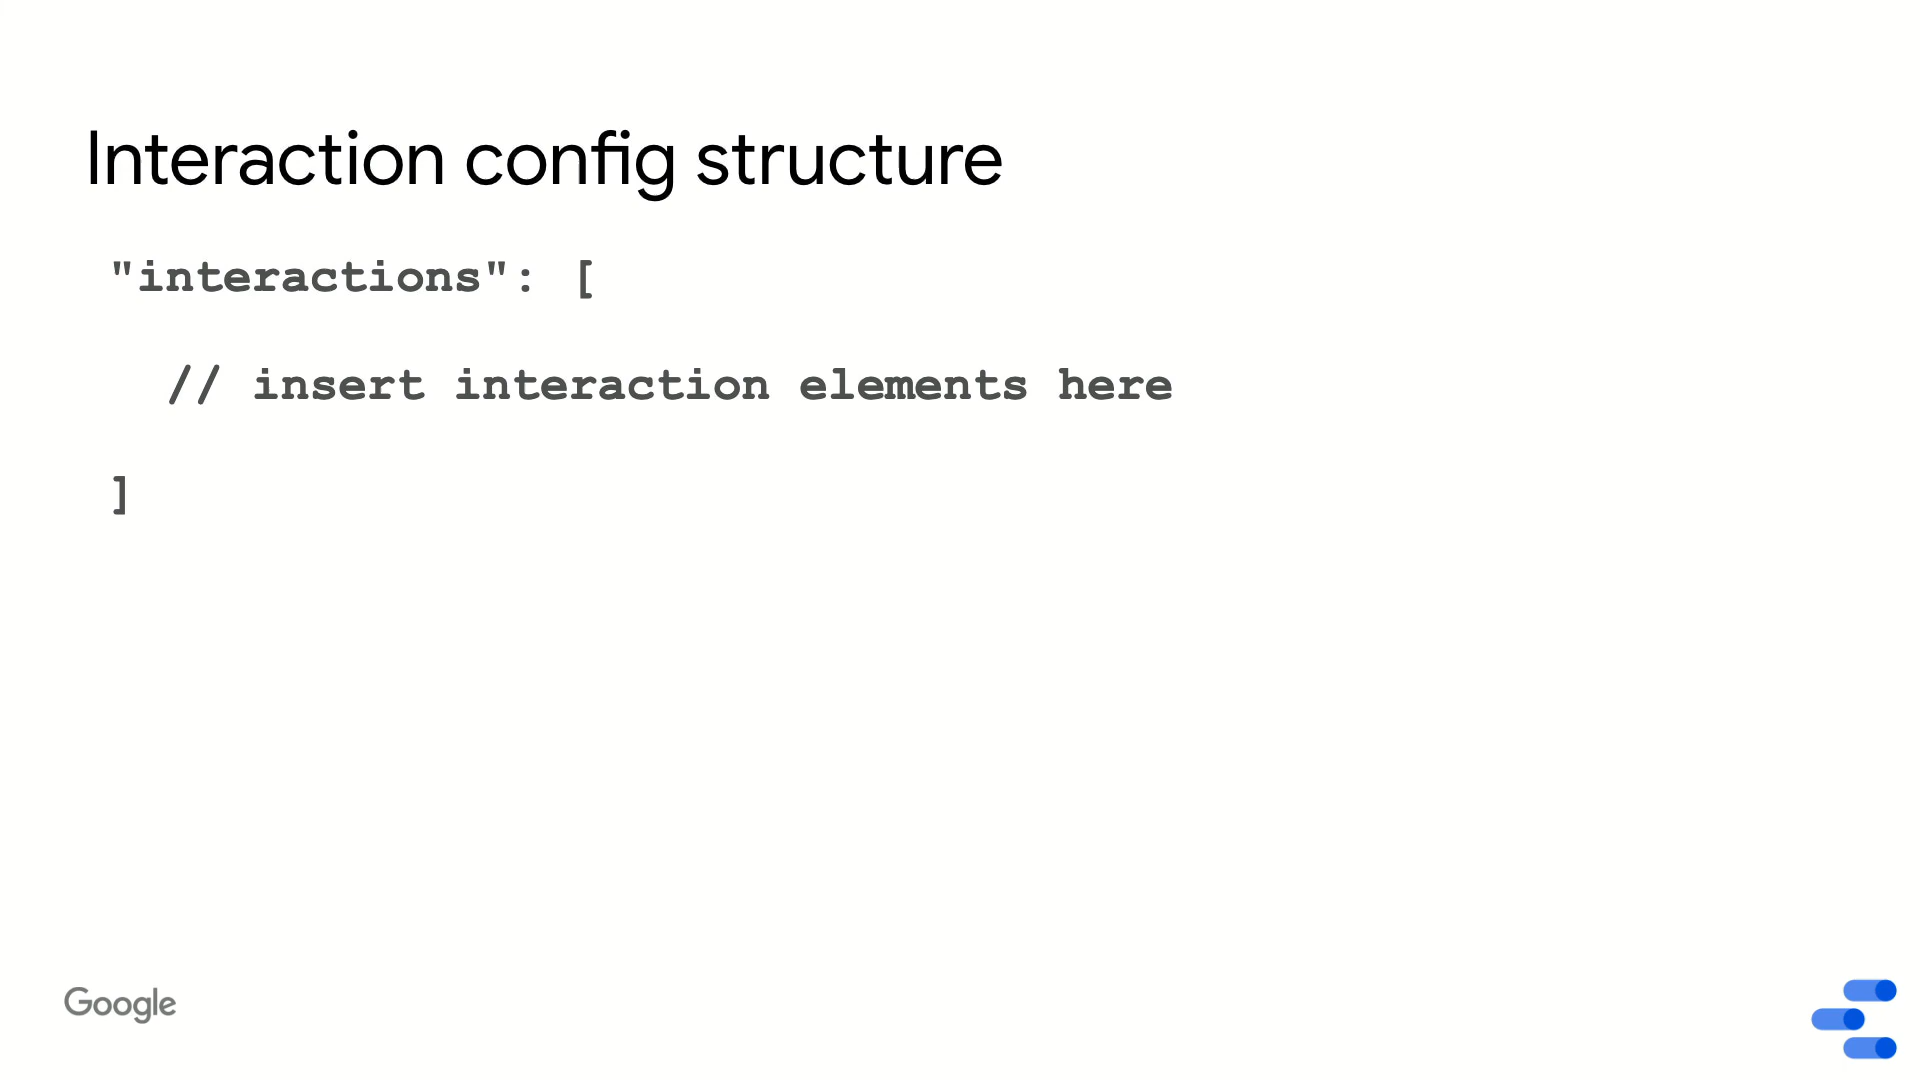 Interaction config structure
"interactions": [
// insert interaction elements here
]
Google